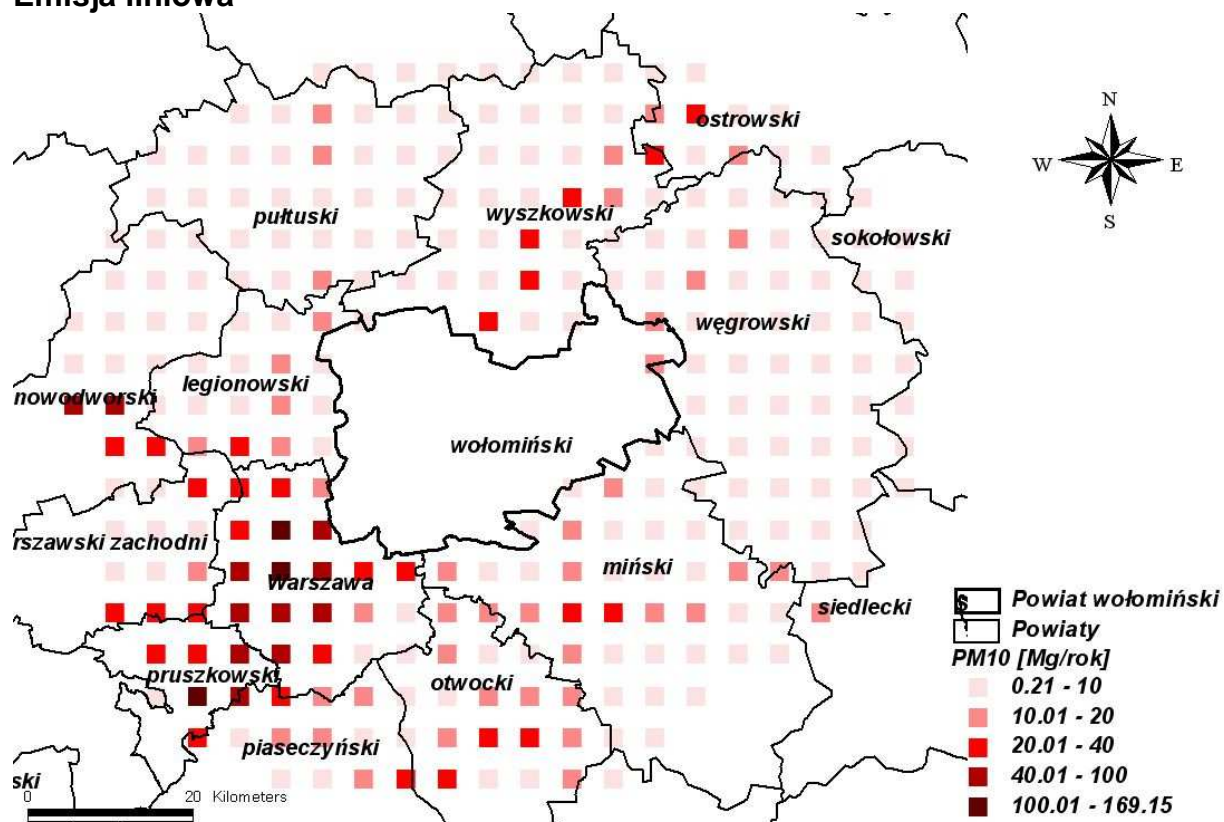 Emisja liniowa
N
W E
S
ostrowski
pułtuski
wyszkowski
sokołowski
węgrowski
legionowski
nowodworski
wołomiński
rszawski zachodni
Warszawa
miński
siedlecki
pruszkowski
otwocki
piaseczyński
ski
0 20 Kilometers
Powiat wołomiński
Powiaty
PM10 [Mg/rok]
0.21 - 10
10.01 - 20
20.01 - 40
40.01 - 100
100.01 - 169.15